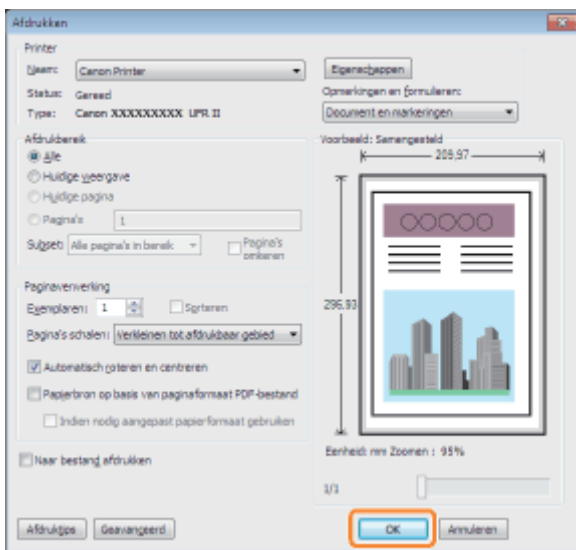 Afdrukken
Printer
Naam: Canon Printer
Eigenschappen
Status: Gereed
Opmerkingen en formulieren:
Type: Canon XXXXXXXXX UFR II
Document en markeringen
Afdrukbereik
Alle
Huidige weergave
Huidige pagina
Pagina's 1
Subset: Alle pagina's in bereik
Pagina's omkeren
Paginaverwerking
Exemplaren: 1
Sorteren
Pagina's schalen: Verkleinen tot afdrukbaar gebied
Automatisch roteren en centreren
Papierbron op basis van paginaformaat PDF-bestand
Indien nodig aangepast papierformaat gebruiken
Naar bestand afdrukken
Voorbeeld: Samengesteld
209,97
296,93
Eenheid: mm Zoomen : 95%
1/1
Afdruktips
Geavanceerd
OK
Annuleren